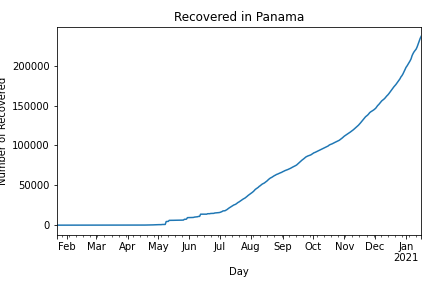 Recovered in Panama
Number of Recovered
200000
150000
100000
50000
0
Feb Mar Apr May Jun Jul Aug Sep Oct Nov Dec Jan
2021
Day